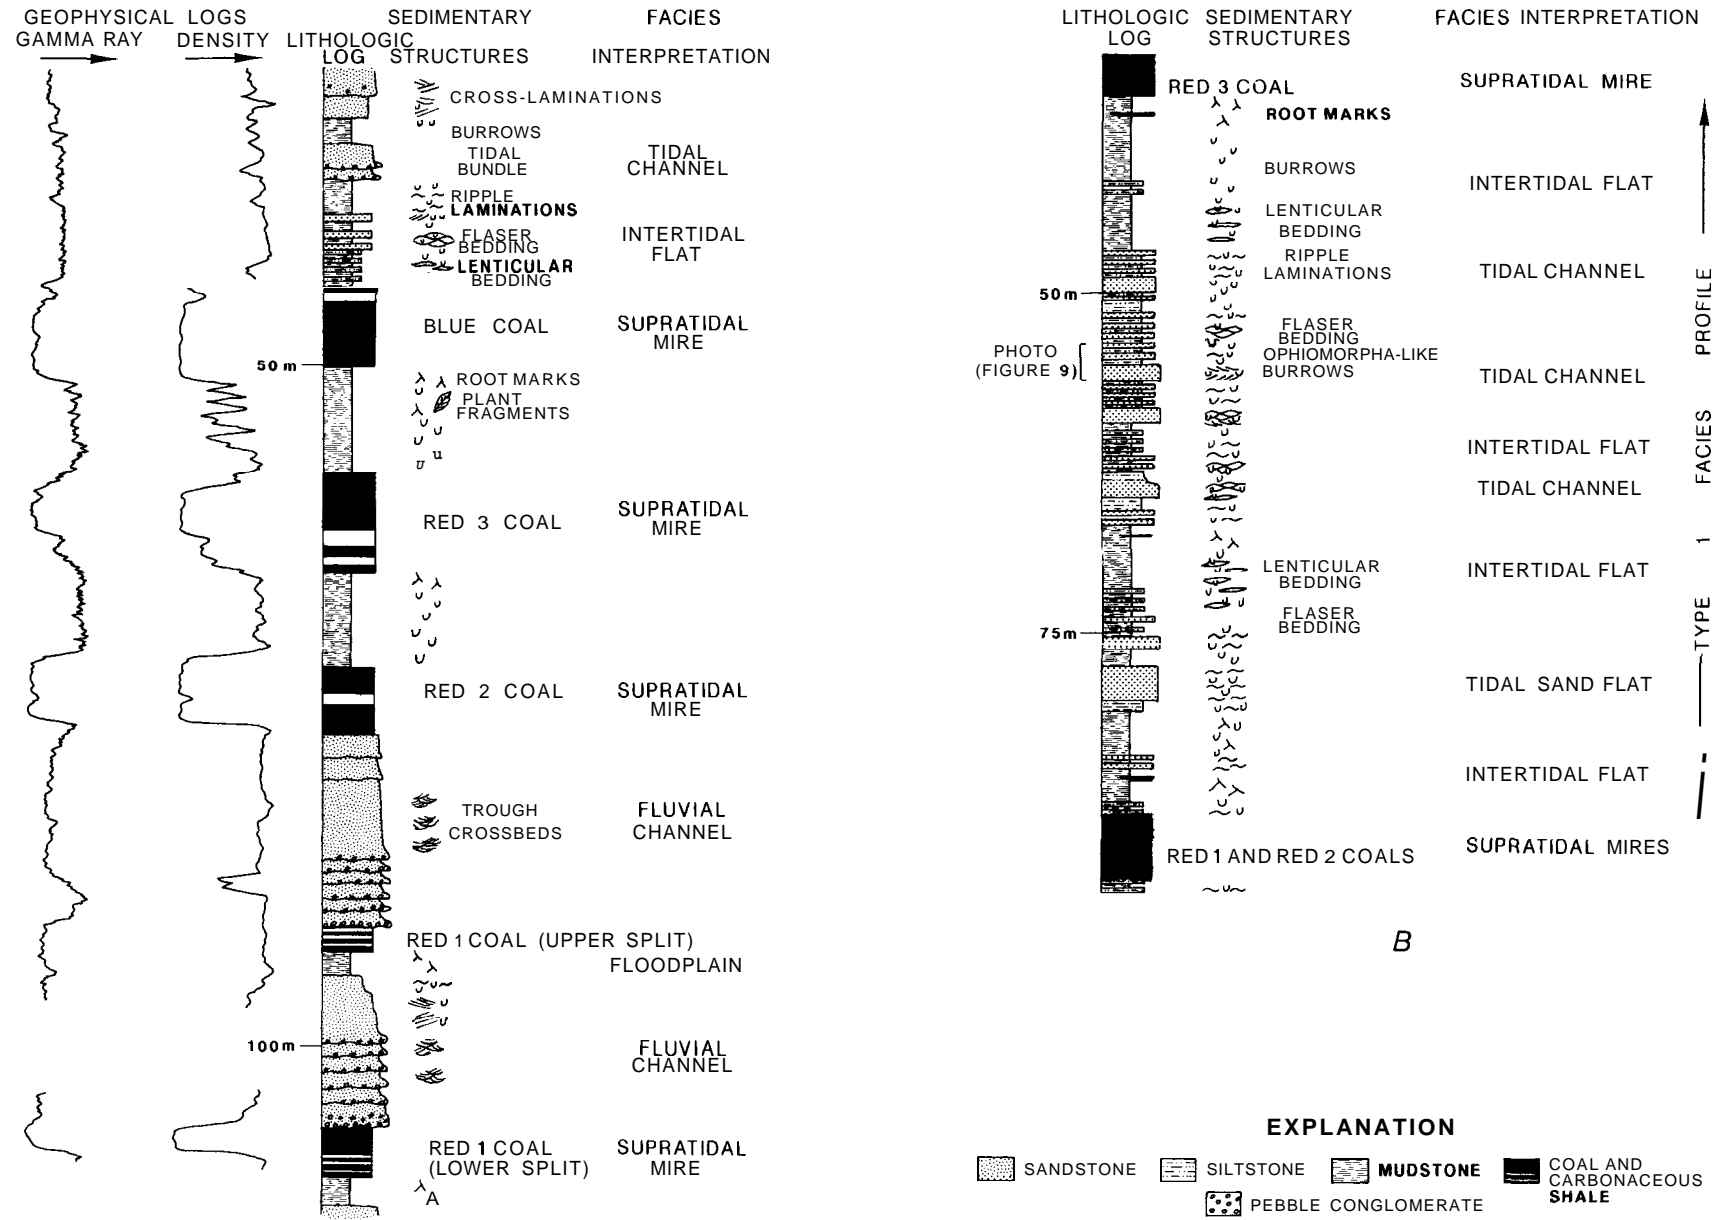 GEOPHYSICAL LOGS
GAMMA RAY
DENSITY
LITHOLOGIC
LOG
SEDIMENTARY
STRUCTURES
FACIES
INTERPRETATION
CROSS-LAMINATIONS
BURROWS
TIDAL
BUNDLE
TIDAL
CHANNEL
RIPPLE
LAMINATIONS
FLASER
BEDDING
INTERTIDAL
FLAT
LENTICULAR
BEDDING
BLUE COAL
SUPRATIDAL
MIRE
50 m
ROOT MARKS
PLANT
FRAGMENTS
RED 3 COAL
SUPRATIDAL
MIRE
RED 2 COAL
SUPRATIDAL
MIRE
TROUGH
CROSSBEDS
FLUVIAL
CHANNEL
RED 1 COAL (UPPER SPLIT)
FLOODPLAIN
100 m
FLUVIAL
CHANNEL
RED 1 COAL
(LOWER SPLIT)
SUPRATIDAL
MIRE
A
LITHOLOGIC
LOG
SEDIMENTARY
STRUCTURES
FACIES INTERPRETATION
RED 3 COAL
SUPRATIDAL MIRE
ROOT MARKS
BURROWS
INTERTIDAL FLAT
LENTICULAR
BEDDING
RIPPLE
LAMINATIONS
TIDAL CHANNEL
50 m
FLASER
BEDDING
PHOTO
(FIGURE 9)
OPHIOMORPHA-LIKE
BURROWS
TIDAL CHANNEL
INTERTIDAL FLAT
TIDAL CHANNEL
LENTICULAR
BEDDING
INTERTIDAL FLAT
FLASER
BEDDING
75 m
TIDAL SAND FLAT
INTERTIDAL FLAT
RED 1 AND RED 2 COALS
SUPRATIDAL MIRES
TYPE 1 FACIES PROFILE
B
EXPLANATION
SANDSTONE
SILTSTONE
MUDSTONE
COAL AND
CARBONACEOUS
SHALE
PEBBLE CONGLOMERATE